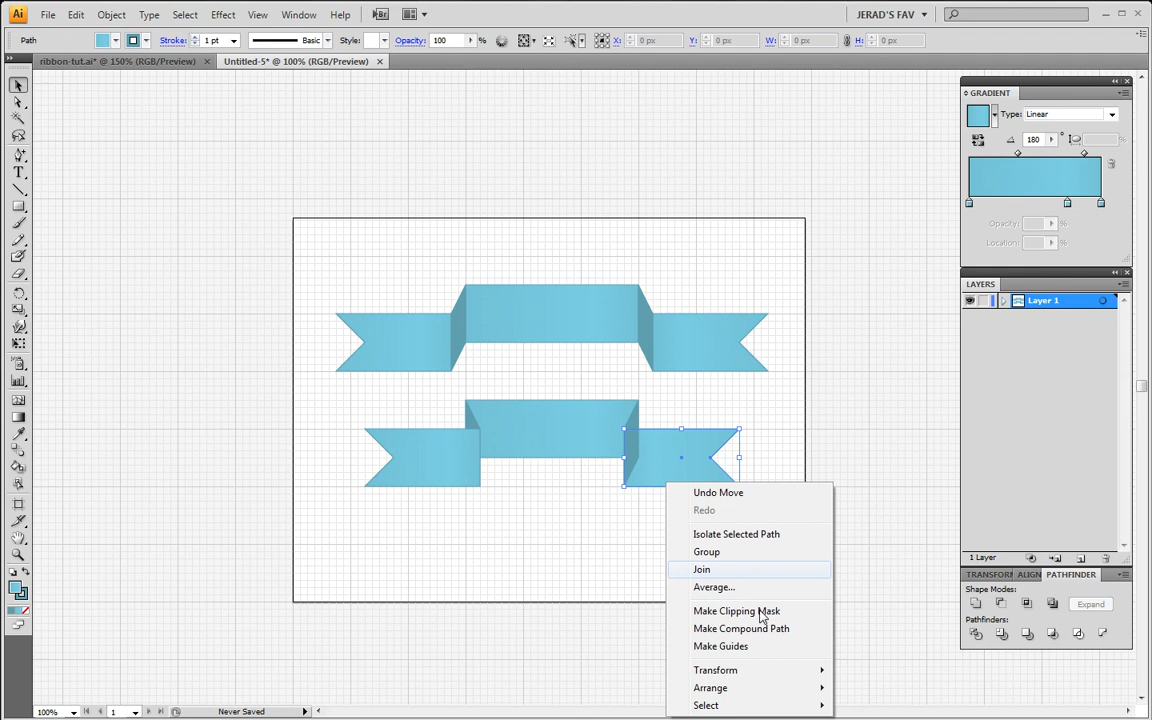 Ai File Edit Object Type Select Effect View Window Help Br JERAD'S FAV
Path Stroke: 1 pt Basic Style: Opacity: 100 % X: 0 px Y: 0 px W: 0 px H: 0 px
ribbon-tut.ai* @ 150% (RGB/Preview) × Untitled-5* @ 100% (RGB/Preview) ×
GRADIENT
Type: Linear
180 °
%
Opacity: %
Location: %
LAYERS
Layer 1
Undo Move
Redo
Isolate Selected Path
Group
Join
Average...
Make Clipping Mask
Make Compound Path
Make Guides
Transform
Arrange
Select
1 Layer
TRANSFORM ALIGN PATHFINDER
Shape Modes:
Expand
Pathfinders:
100% 1 Never Saved